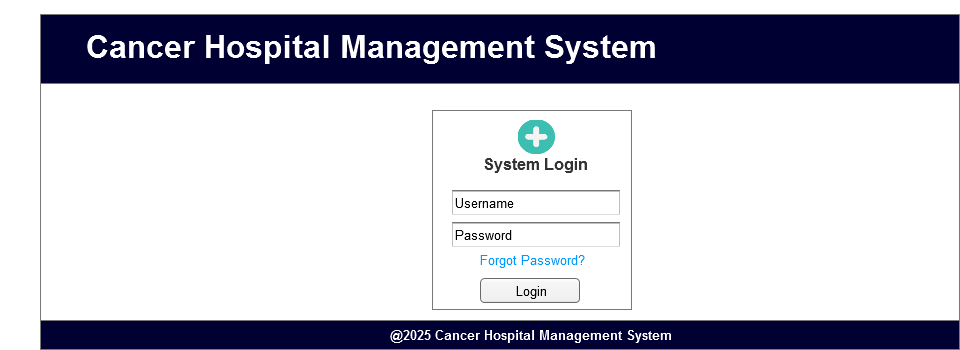 Cancer Hospital Management System
System Login
Username
Password
Forgot Password?
Login
@2025 Cancer Hospital Management System